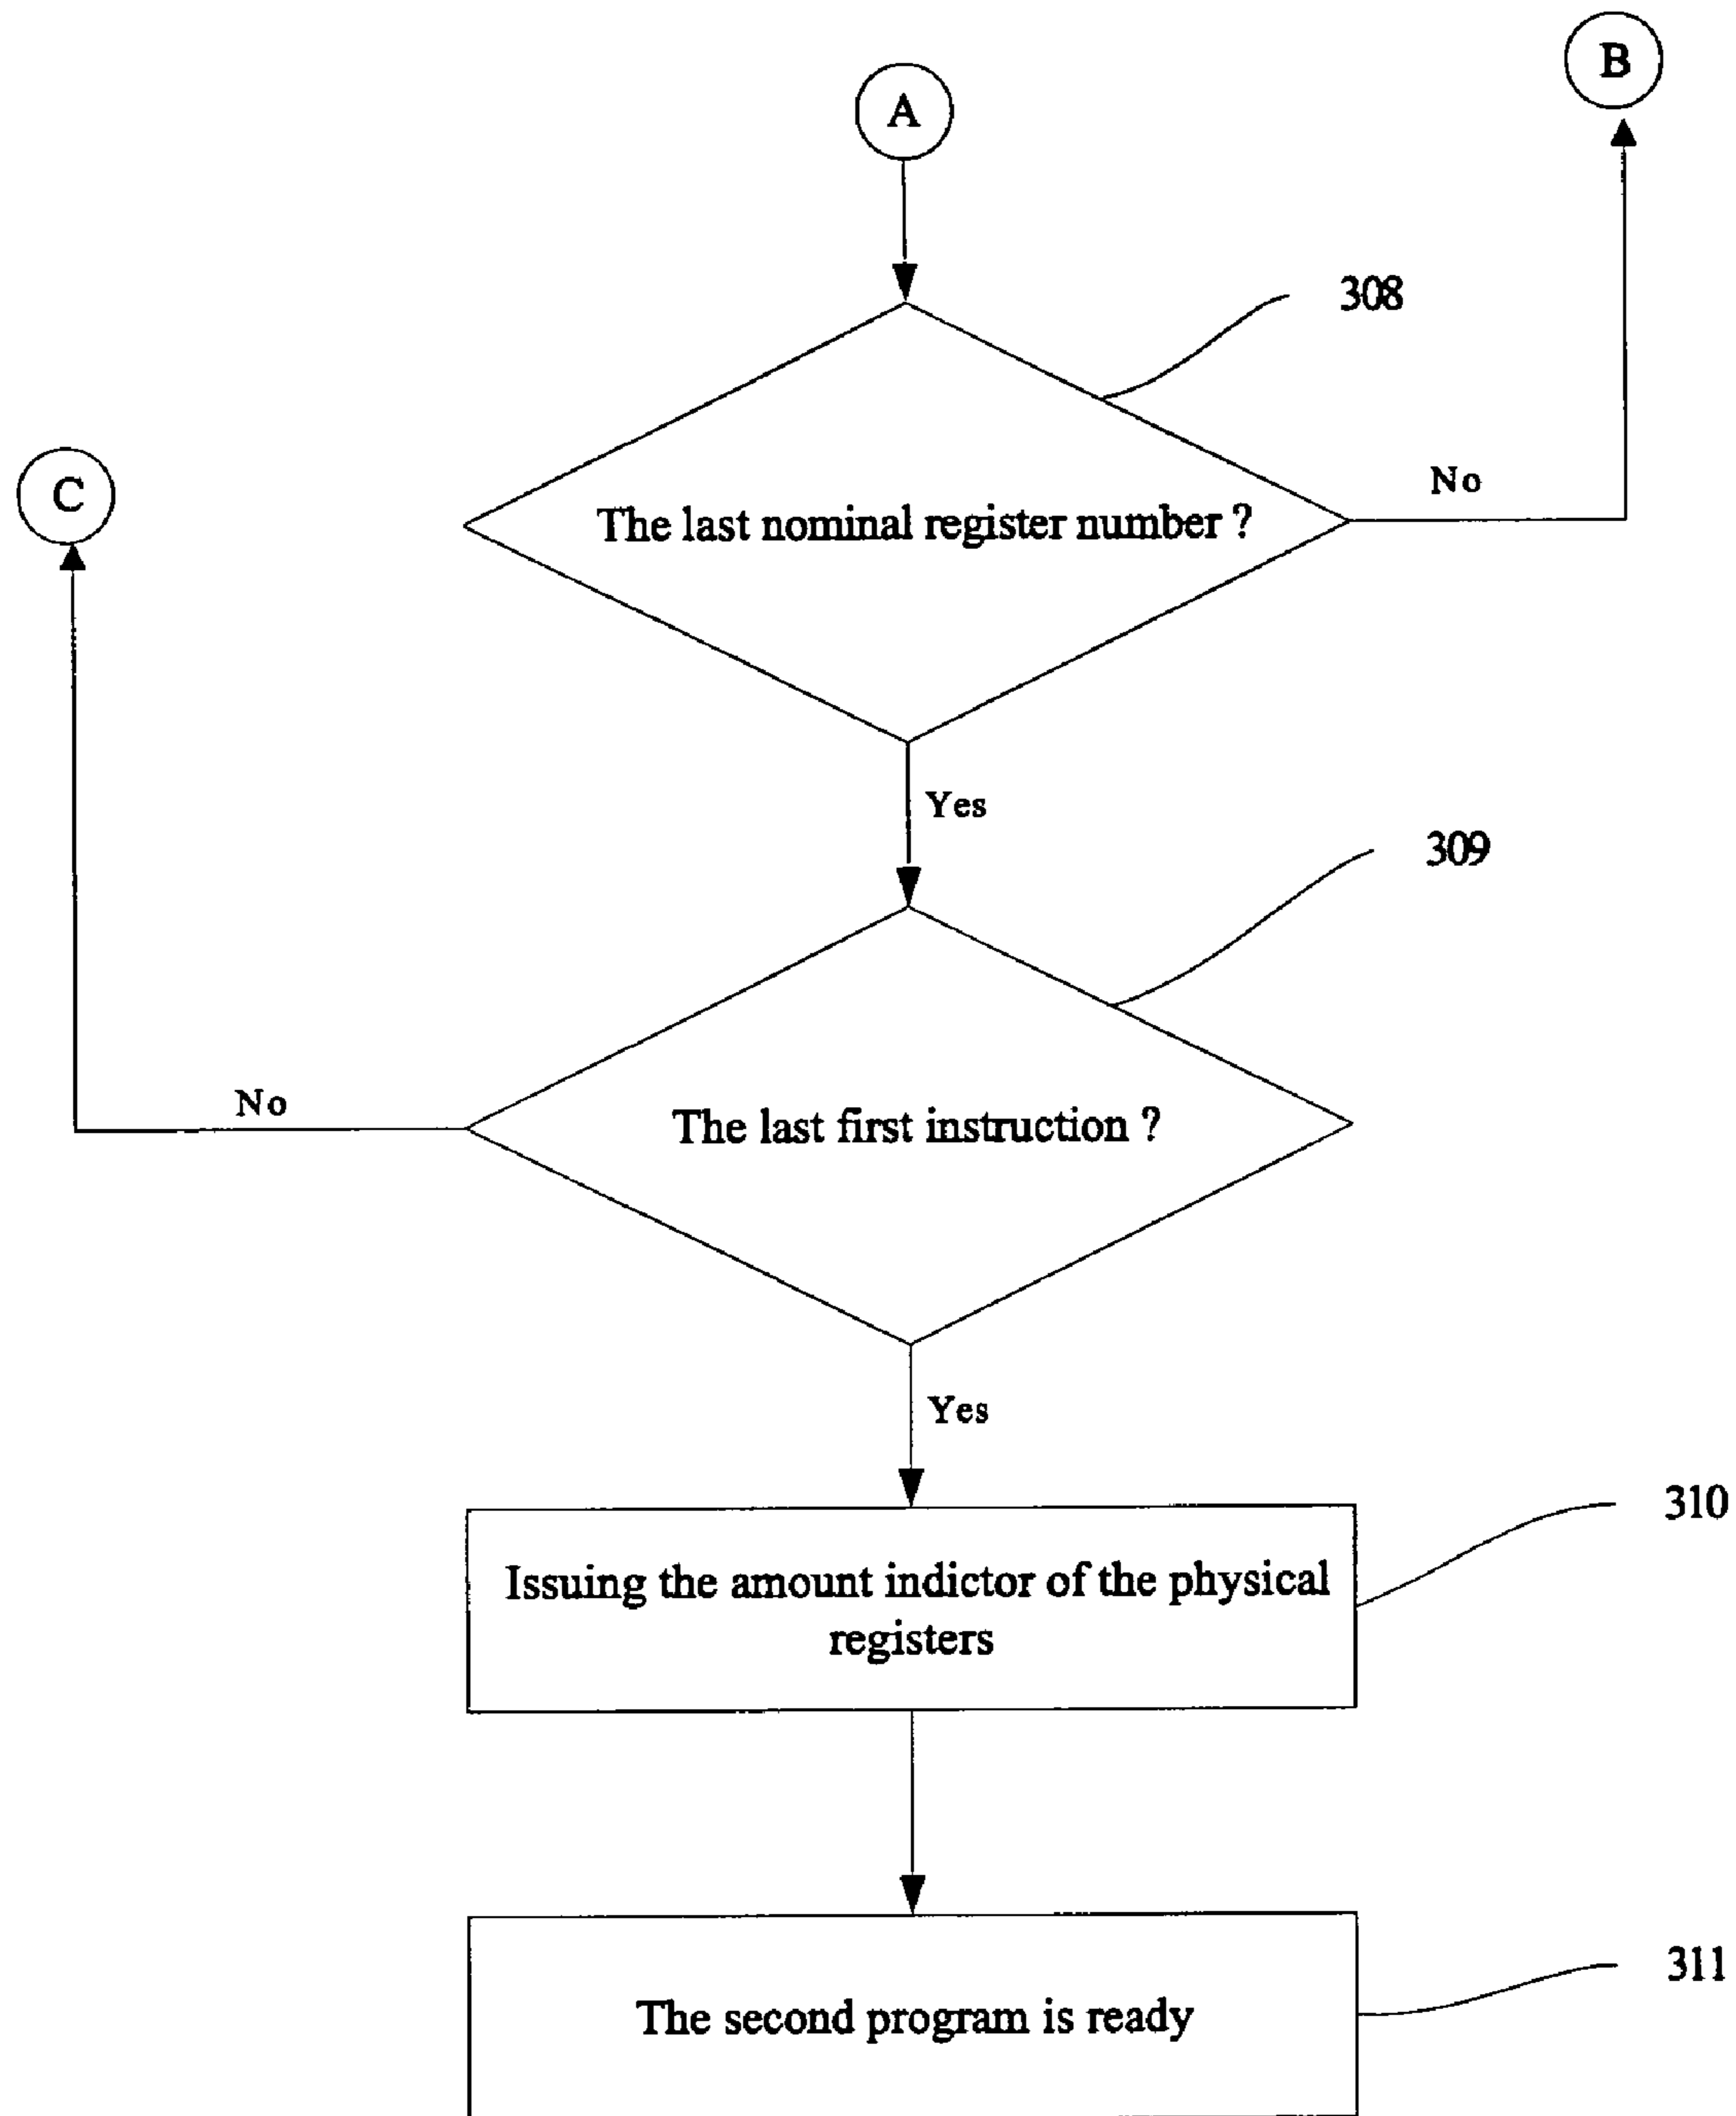 B
A
308
The last nominal register number ?
No
C
Yes
309
The last first instruction ?
No
Yes
310
Issuing the amount indictor of the physical
registers
311
The second program is ready